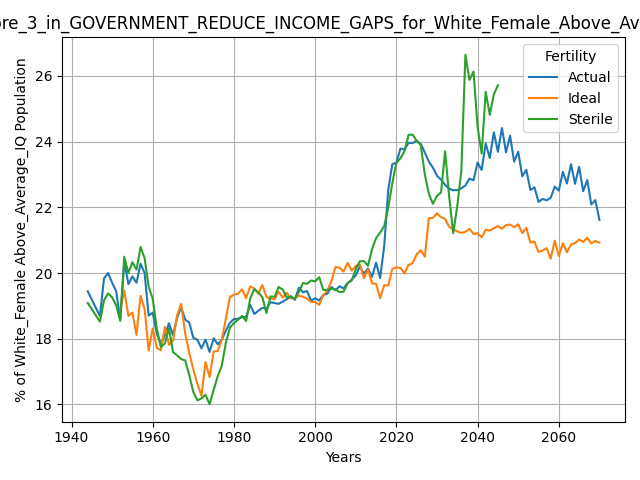 ore_3_in_GOVERNMENT_REDUCE_INCOME_GAPS_for_White_Female_Above_Av
% of White_Female Above_Average_IQ Population
26
24
22
20
18
16
Fertility
Actual
Ideal
Sterile
1940 1960 1980 2000 2020 2040 2060
Years